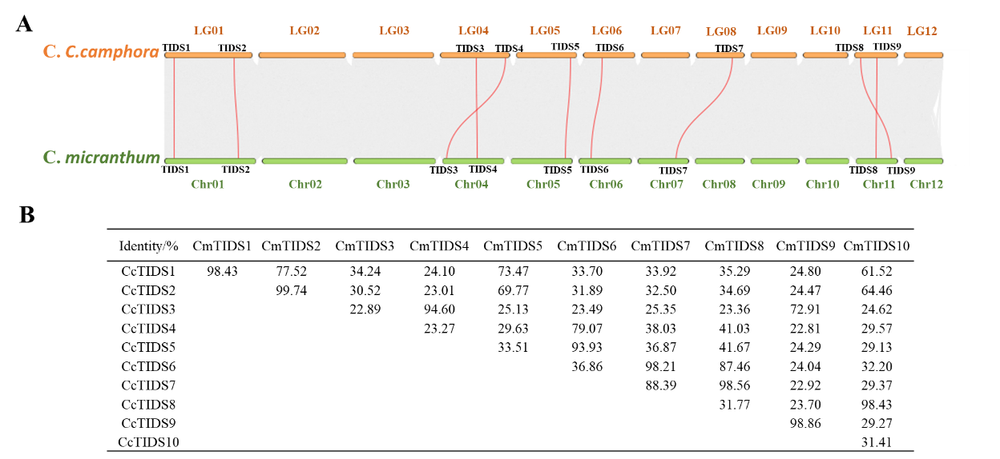 A
LG01 LG02 LG03 LG04 LG05 LG06 LG07 LG08 LG09 LG10 LG11 LG12
C. C.camphora TIDS1 TIDS2 TIDS3 TIDS4 TIDS5 TIDS6 TIDS7 TIDS8 TIDS9
C. micranthum TIDS1 TIDS2 TIDS3 TIDS4 TIDS5 TIDS6 TIDS7 TIDS8 TIDS9
Chr01 Chr02 Chr03 Chr04 Chr05 Chr06 Chr07 Chr08 Chr09 Chr10 Chr11 Chr12
B
Identity/% CmTIDS1 CmTIDS2 CmTIDS3 CmTIDS4 CmTIDS5 CmTIDS6 CmTIDS7 CmTIDS8 CmTIDS9 CmTIDS10
CcTIDS1 98.43 77.52 34.24 24.10 73.47 33.70 33.92 35.29 24.80 61.52
CcTIDS2 99.74 30.52 23.01 69.77 31.89 32.50 34.69 24.47 64.46
CcTIDS3 22.89 94.60 25.13 23.49 25.35 23.36 72.91 24.62
CcTIDS4 23.27 29.63 79.07 38.03 41.03 22.81 29.57
CcTIDS5 33.51 93.93 36.87 41.67 24.29 29.13
CcTIDS6 36.86 98.21 87.46 24.04 32.20
CcTIDS7 88.39 98.56 22.92 29.37
CcTIDS8 31.77 23.70 98.43
CcTIDS9 98.86 29.27
CcTIDS10 31.41